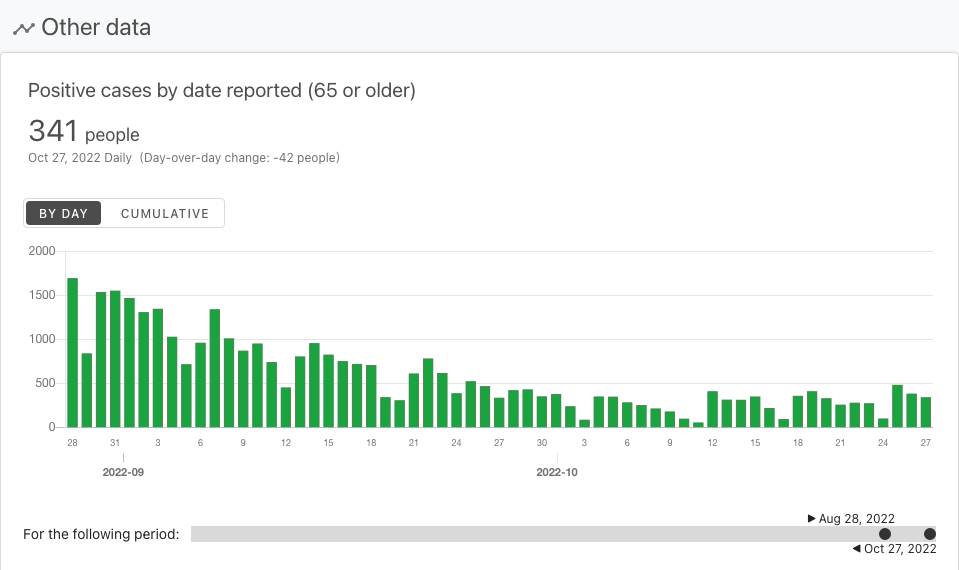 Other data
Positive cases by date reported (65 or older)
341 people
Oct 27, 2022 Daily (Day-over-day change: -42 people)
BY DAY CUMULATIVE
2000
1500
1000
500
0
28 31 3 6 9 12 15 18 21 24 27 30 3 6 9 12 15 18 21 24 27
2022-09 2022-10
▶ Aug 28, 2022
For the following period:
◀ Oct 27, 2022